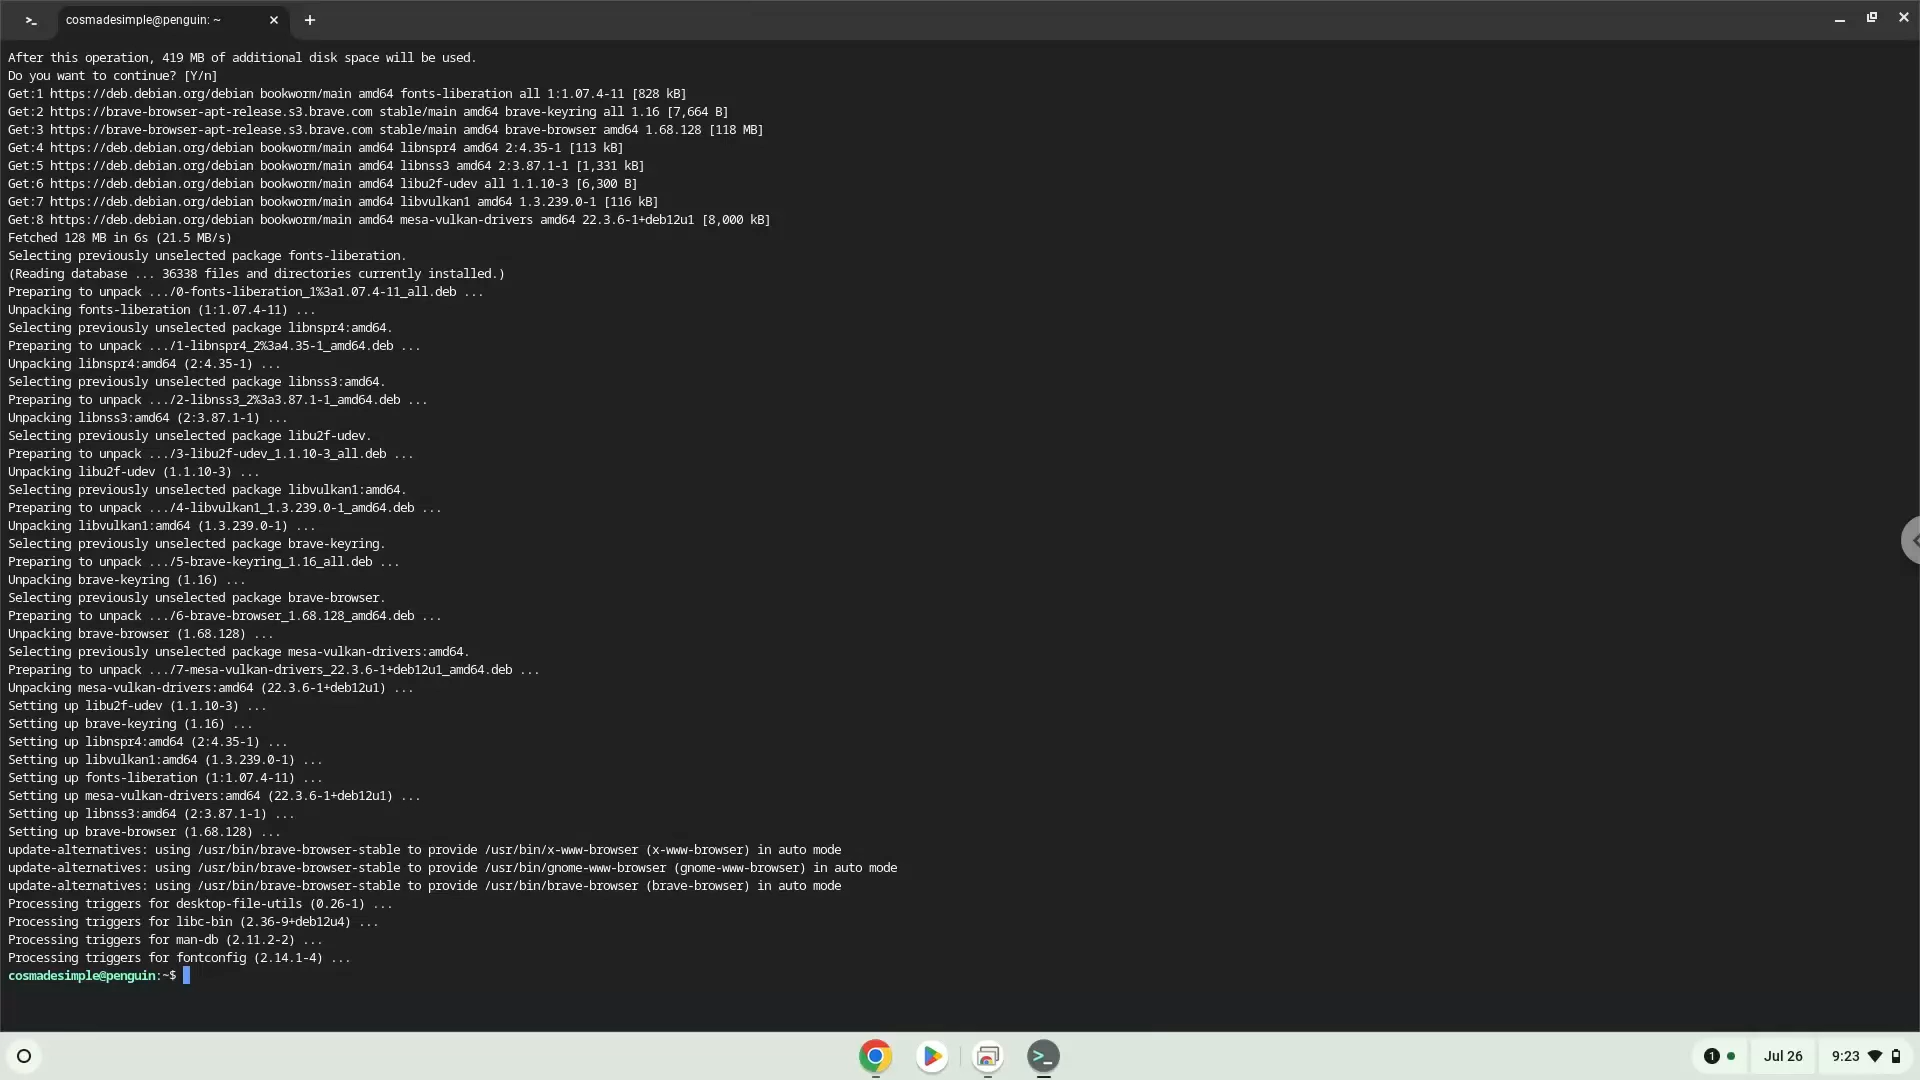 cosmadesimple@penguin: ~
After this operation, 419 MB of additional disk space will be used.
Do you want to continue? [Y/n]
Get:1 https://deb.debian.org/debian bookworm/main amd64 fonts-liberation all 1:1.07.4-11 [828 kB]
Get:2 https://brave-browser-apt-release.s3.brave.com stable/main amd64 brave-keyring all 1.16 [7,664 B]
Get:3 https://brave-browser-apt-release.s3.brave.com stable/main amd64 brave-browser amd64 1.68.128 [118 MB]
Get:4 https://deb.debian.org/debian bookworm/main amd64 libnspr4 amd64 2:4.35-1 [113 kB]
Get:5 https://deb.debian.org/debian bookworm/main amd64 libnss3 amd64 2:3.87.1-1 [1,331 kB]
Get:6 https://deb.debian.org/debian bookworm/main amd64 libu2f-udev all 1.1.10-3 [6,300 B]
Get:7 https://deb.debian.org/debian bookworm/main amd64 libvulkan1 amd64 1.3.239.0-1 [116 kB]
Get:8 https://deb.debian.org/debian bookworm/main amd64 mesa-vulkan-drivers amd64 22.3.6-1+deb12u1 [8,000 kB]
Fetched 128 MB in 6s (21.5 MB/s)
Selecting previously unselected package fonts-liberation.
(Reading database ... 36338 files and directories currently installed.)
Preparing to unpack .../0-fonts-liberation_1%3a1.07.4-11_all.deb ...
Unpacking fonts-liberation (1:1.07.4-11) ...
Selecting previously unselected package libnspr4:amd64.
Preparing to unpack .../1-libnspr4_2%3a4.35-1_amd64.deb ...
Unpacking libnspr4:amd64 (2:4.35-1) ...
Selecting previously unselected package libnss3:amd64.
Preparing to unpack .../2-libnss3_2%3a3.87.1-1_amd64.deb ...
Unpacking libnss3:amd64 (2:3.87.1-1) ...
Selecting previously unselected package libu2f-udev.
Preparing to unpack .../3-libu2f-udev_1.1.10-3_all.deb ...
Unpacking libu2f-udev (1.1.10-3) ...
Selecting previously unselected package libvulkan1:amd64.
Preparing to unpack .../4-libvulkan1_1.3.239.0-1_amd64.deb ...
Unpacking libvulkan1:amd64 (1.3.239.0-1) ...
Selecting previously unselected package brave-keyring.
Preparing to unpack .../5-brave-keyring_1.16_all.deb ...
Unpacking brave-keyring (1.16) ...
Selecting previously unselected package brave-browser.
Preparing to unpack .../6-brave-browser_1.68.128_amd64.deb ...
Unpacking brave-browser (1.68.128) ...
Selecting previously unselected package mesa-vulkan-drivers:amd64.
Preparing to unpack .../7-mesa-vulkan-drivers_22.3.6-1+deb12u1_amd64.deb ...
Unpacking mesa-vulkan-drivers:amd64 (22.3.6-1+deb12u1) ...
Setting up libu2f-udev (1.1.10-3) ...
Setting up brave-keyring (1.16) ...
Setting up libnspr4:amd64 (2:4.35-1) ...
Setting up libvulkan1:amd64 (1.3.239.0-1) ...
Setting up fonts-liberation (1:1.07.4-11) ...
Setting up mesa-vulkan-drivers:amd64 (22.3.6-1+deb12u1) ...
Setting up libnss3:amd64 (2:3.87.1-1) ...
Setting up brave-browser (1.68.128) ...
update-alternatives: using /usr/bin/brave-browser-stable to provide /usr/bin/x-www-browser (x-www-browser) in auto mode
update-alternatives: using /usr/bin/brave-browser-stable to provide /usr/bin/gnome-www-browser (gnome-www-browser) in auto mode
update-alternatives: using /usr/bin/brave-browser-stable to provide /usr/bin/brave-browser (brave-browser) in auto mode
Processing triggers for desktop-file-utils (0.26-1) ...
Processing triggers for libc-bin (2.36-9+deb12u4) ...
Processing triggers for man-db (2.11.2-2) ...
Processing triggers for fontconfig (2.14.1-4) ...
cosmadesimple@penguin:~$
1 Jul 26 9:23